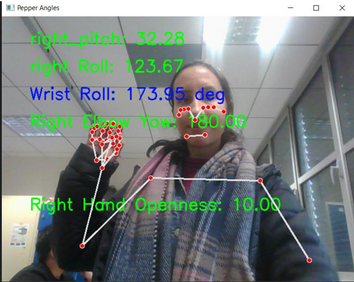 Pepper Angles
right_pitch: 32.28
right Roll: 123.67
Wrist Roll: 173.95 deg
Right Elbow Yaw: 180.00
Right Hand Openness: 10.00